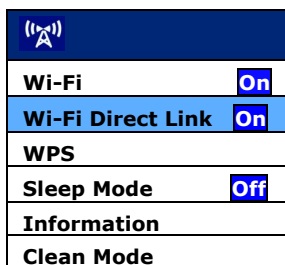 Wi-Fi On
Wi-Fi Direct Link On
WPS
Sleep Mode Off
Information
Clean Mode